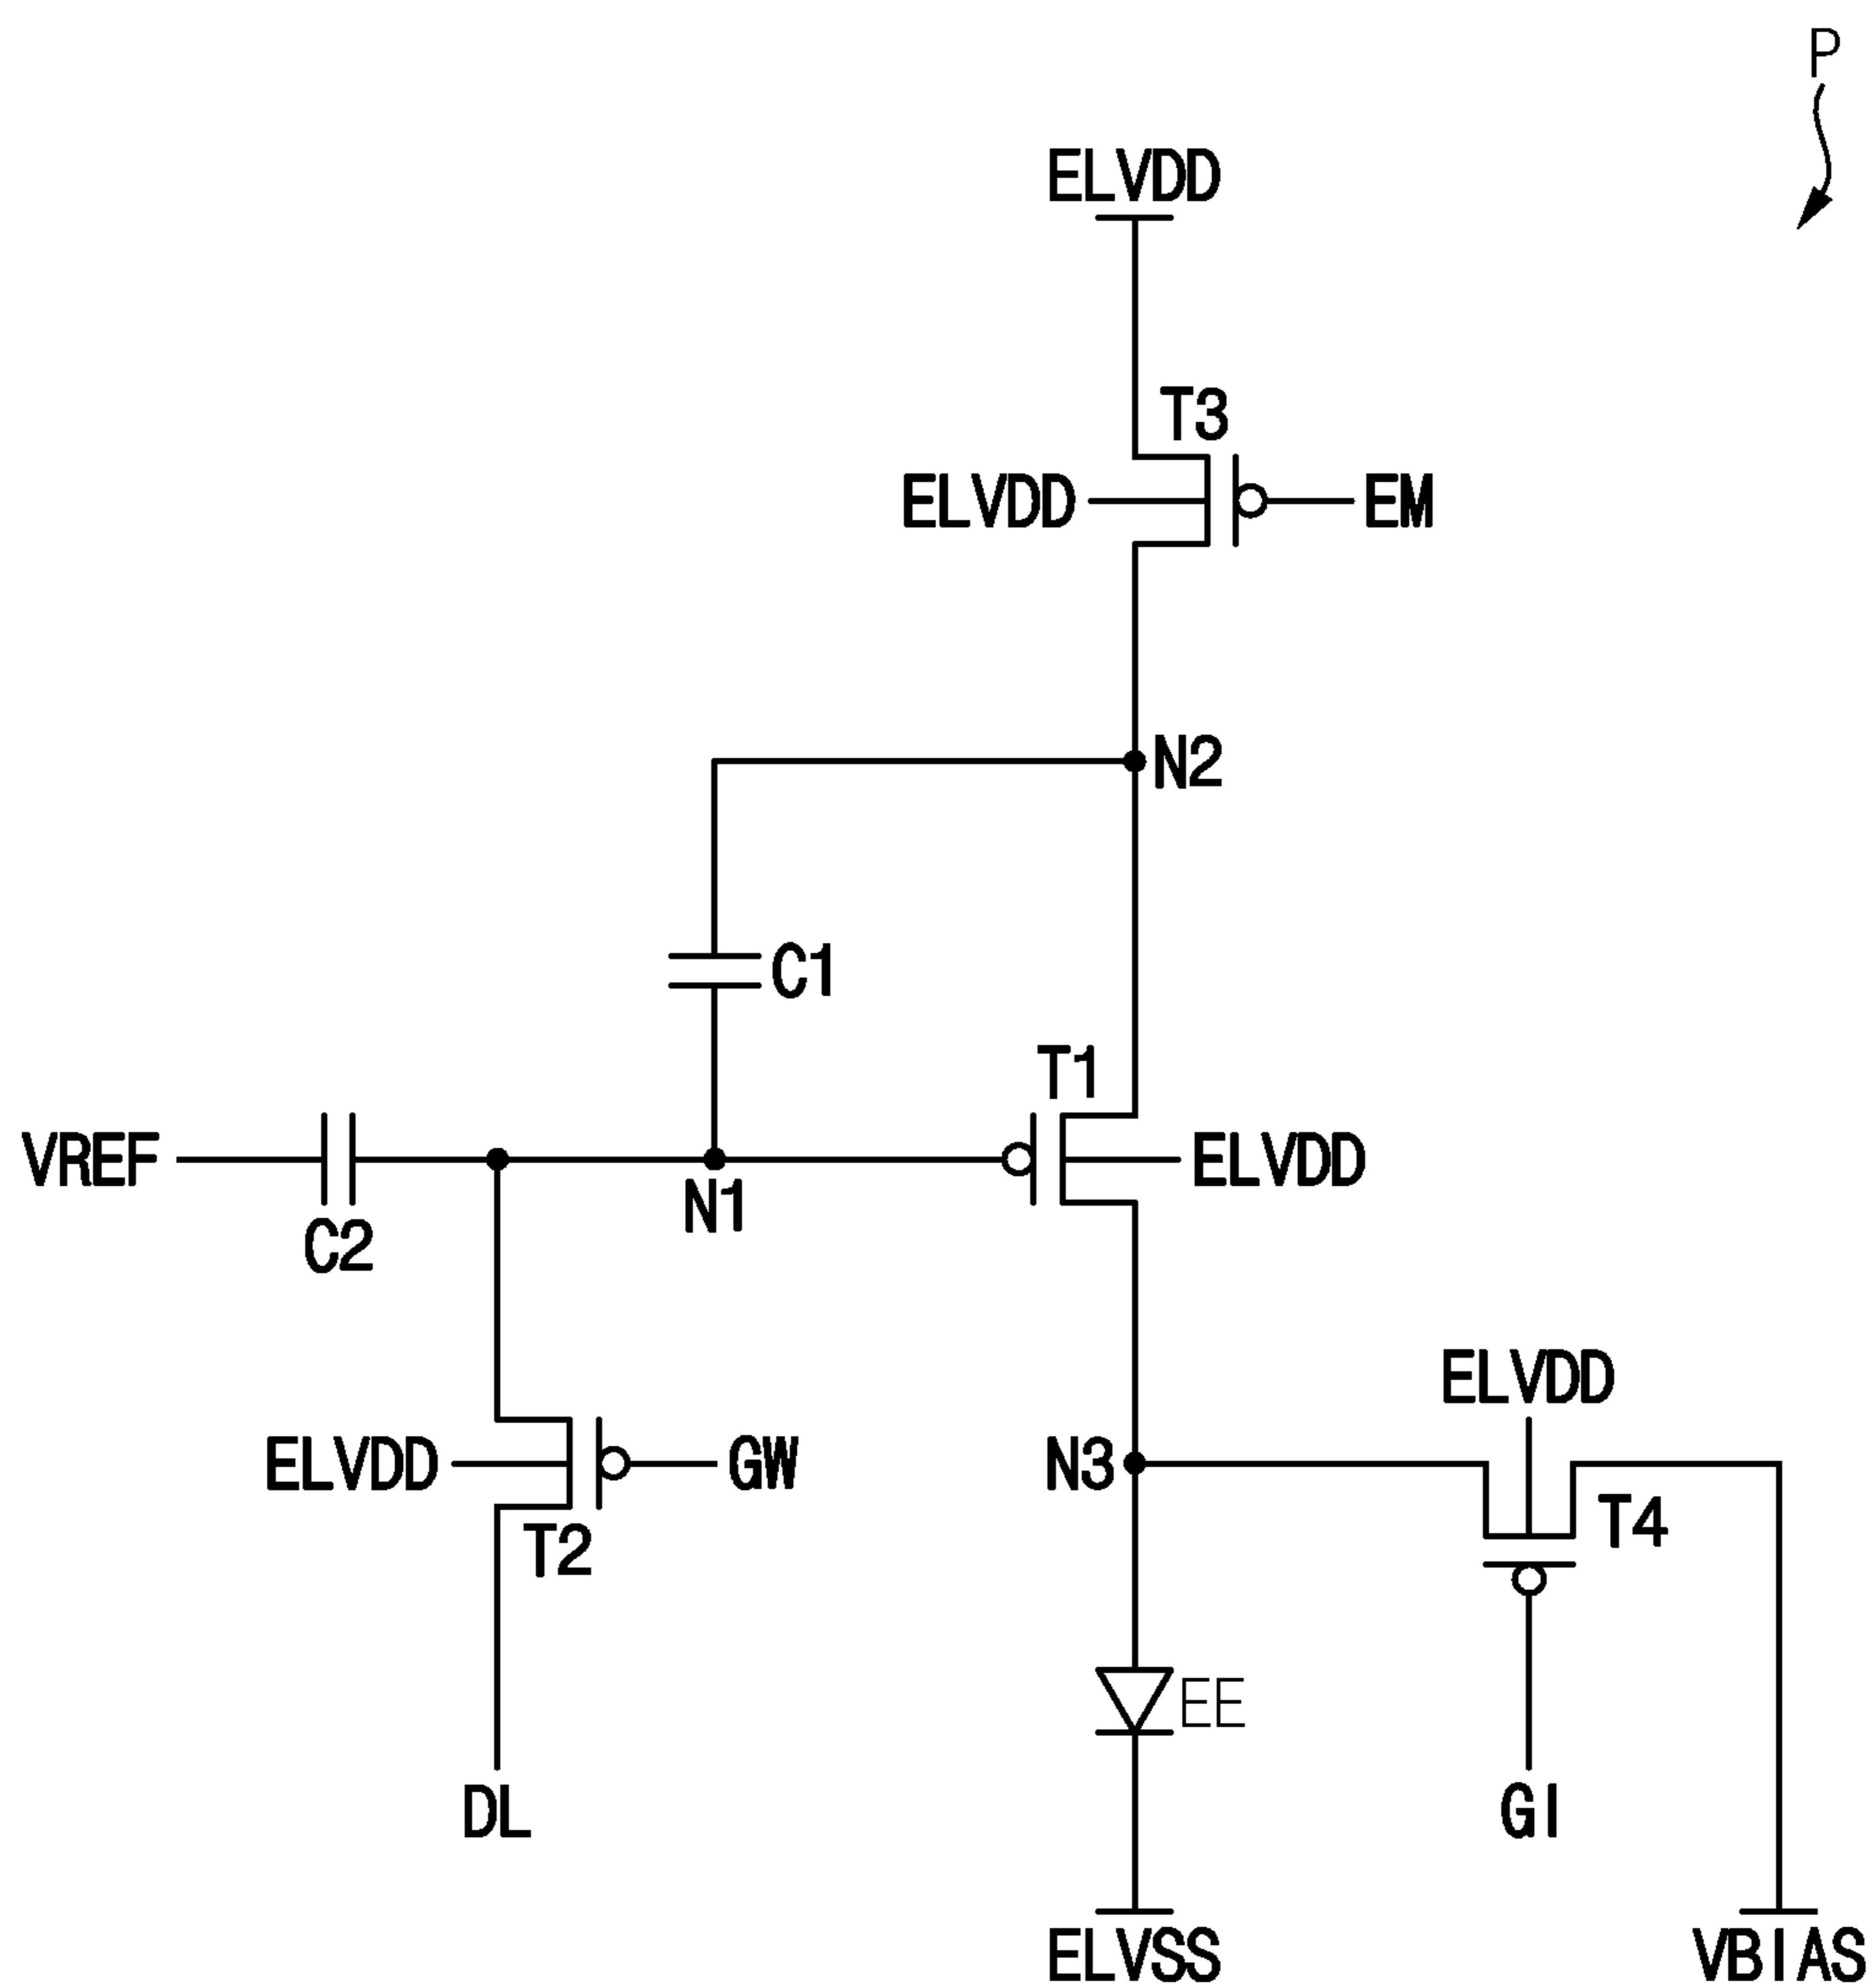 P
ELVDD
T3
ELVDD
EM
N2
C1
T1
VREF
ELVDD
N1
C2
ELVDD
ELVDD
GW
N3
T4
T2
EE
DL
GI
ELVSS
VBIAS